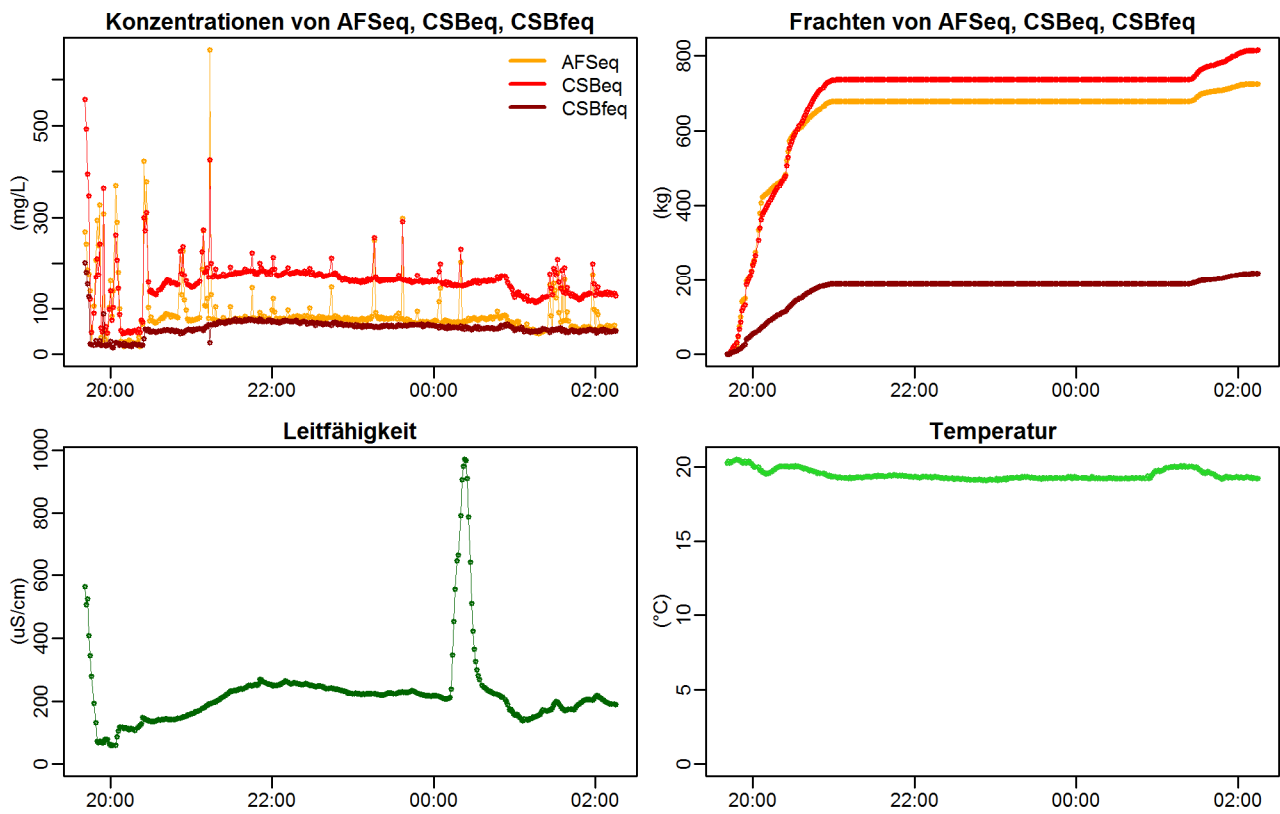 Konzentrationen von AFSeq, CSBeq, CSBfeq
(mg/L)
0
100
300
500
AFSeq
CSBeq
CSBfeq
20:00 22:00 00:00 02:00
Frachten von AFSeq, CSBeq, CSBfeq
(kg)
0
200
400
600
800
20:00 22:00 00:00 02:00
Leitfähigkeit
(uS/cm)
0
200
400
600
800
1000
20:00 22:00 00:00 02:00
Temperatur
(°C)
0
5
10
15
20
20:00 22:00 00:00 02:00